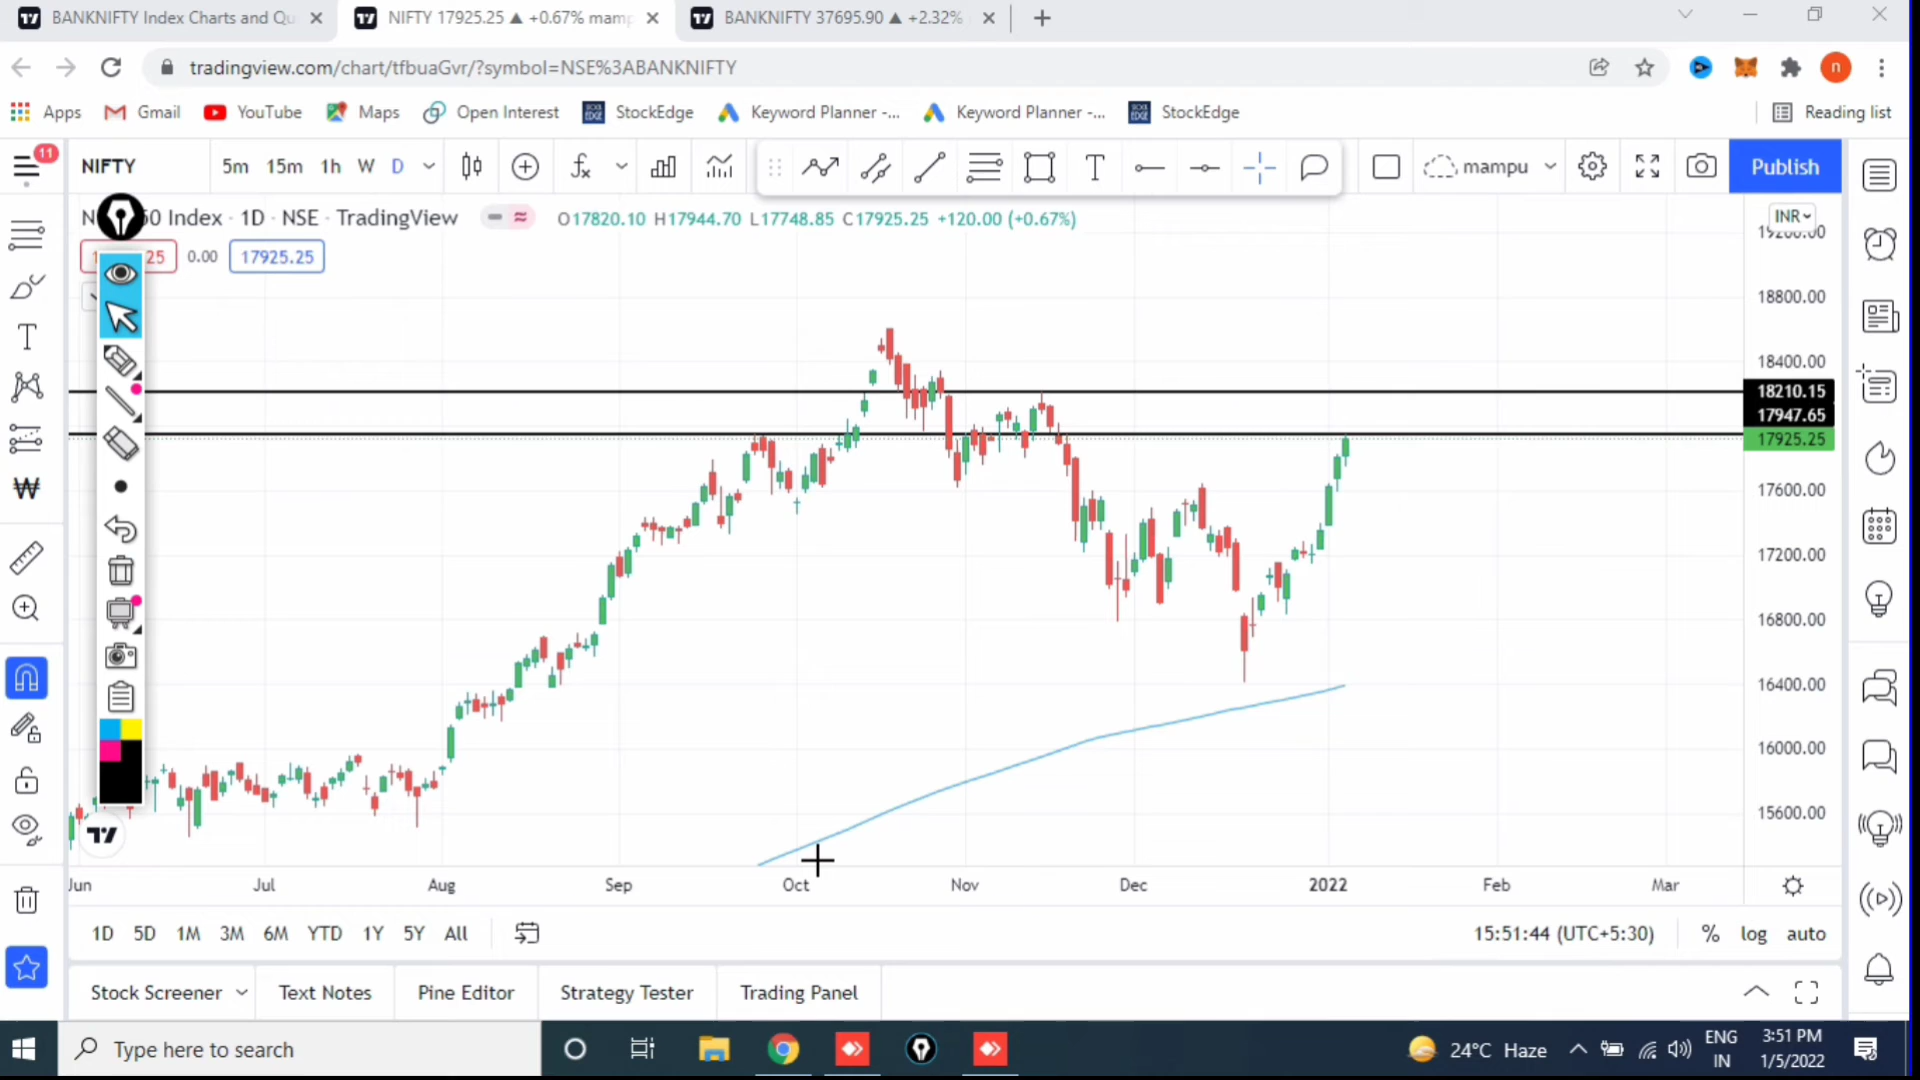 BANKNIFTY Index Charts and Qu
NIFTY 17925.25 ▲ +0.67% mamp
BANKNIFTY 37695.90 ▲ +2.32%
tradingview.com/chart/tfbuaGvr/?symbol=NSE%3ABANKNIFTY
n
Apps
Gmail
YouTube
Maps
Open Interest
StockEdge
Keyword Planner -...
Keyword Planner -...
StockEdge
Reading list
11
NIFTY
5m 15m 1h W D
mampu
Publish
50 Index · 1D · NSE · TradingView
O17820.10 H17944.70 L17748.85 C17925.25 +120.00 (+0.67%)
INR
25
0.00
17925.25
18800.00
18400.00
18210.15
17947.65
17925.25
17600.00
17200.00
16800.00
16400.00
16000.00
15600.00
Jun Jul Aug Sep Oct Nov Dec 2022 Feb Mar
1D 5D 1M 3M 6M YTD 1Y 5Y All
15:51:44 (UTC+5:30)
% log auto
Stock Screener
Text Notes
Pine Editor
Strategy Tester
Trading Panel
Type here to search
24°C Haze
ENG
IN
3:51 PM
1/5/2022